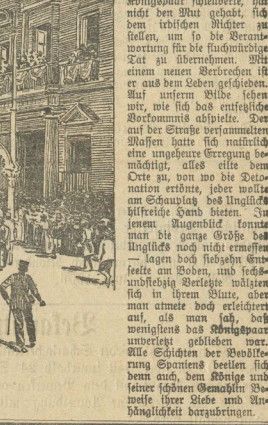 Königspaar schleuderte, hat
nicht den Mut gehabt, sich
dem irdischen Richter zu
stellen, um so die Verant-
wortung für die fluchwürdige
Tat zu übernehmen. Mit
einem neuen Verbrechen ist
er aus dem Leben geschieden.
Auf unserm Bilde sehen
wir, wie sich das entsetzliche
Vorkommnis abspielte. Der
auf der Straße versammelten
Massen hatte sich natürlich
eine ungeheure Erregung be-
mächtigt, alles eilte dem
Orte zu, von wo die Deto-
nation ertönte, jeder wollte
am Schauplatz des Unglücks
hilfreiche Hand bieten. In
jenem Augenblick konnte
man die ganze Größe des
Unglücks noch nicht ermessen
— lagen doch siebzehn Ent-
seelte am Boden, und sechs-
undsiebzig Verletzte wälzten
sich in ihrem Blute, aber
man atmete doch erleichtert
auf, als man sah, daß
wenigstens das Königspaar
unverletzt geblieben war.
Alle Schichten der Bevölke-
rung Spaniens beeilen sich
denn auch, dem Könige und
seiner schönen Gemahlin Be-
weise ihrer Liebe und An-
hänglichkeit darzubringen.